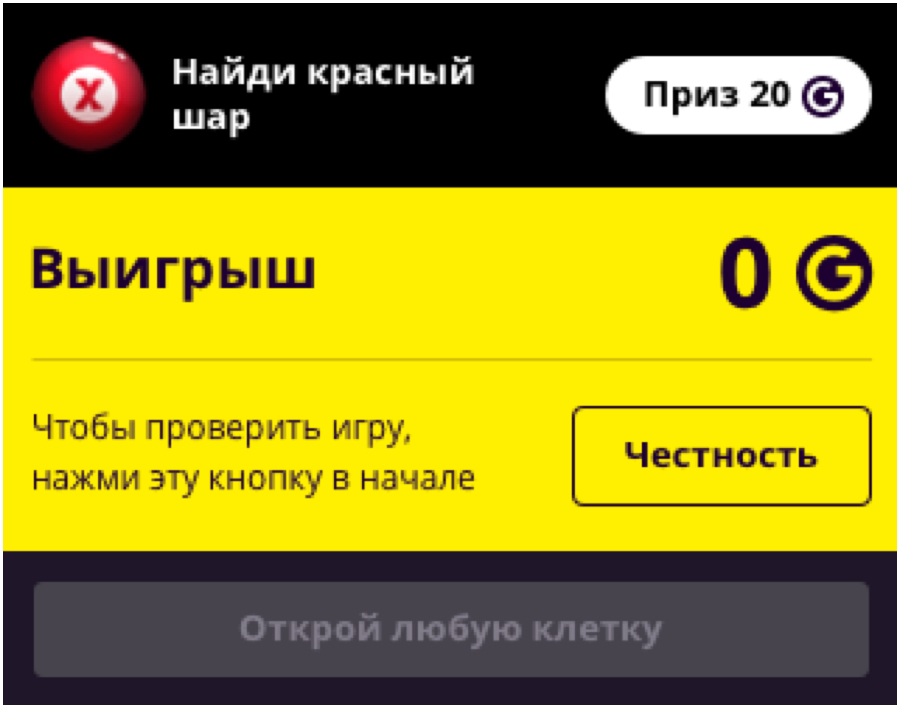 X
Найди красный
шар
Приз 20 G
Выигрыш
0 G
Чтобы проверить игру,
нажми эту кнопку в начале
Честность
Открой любую клетку